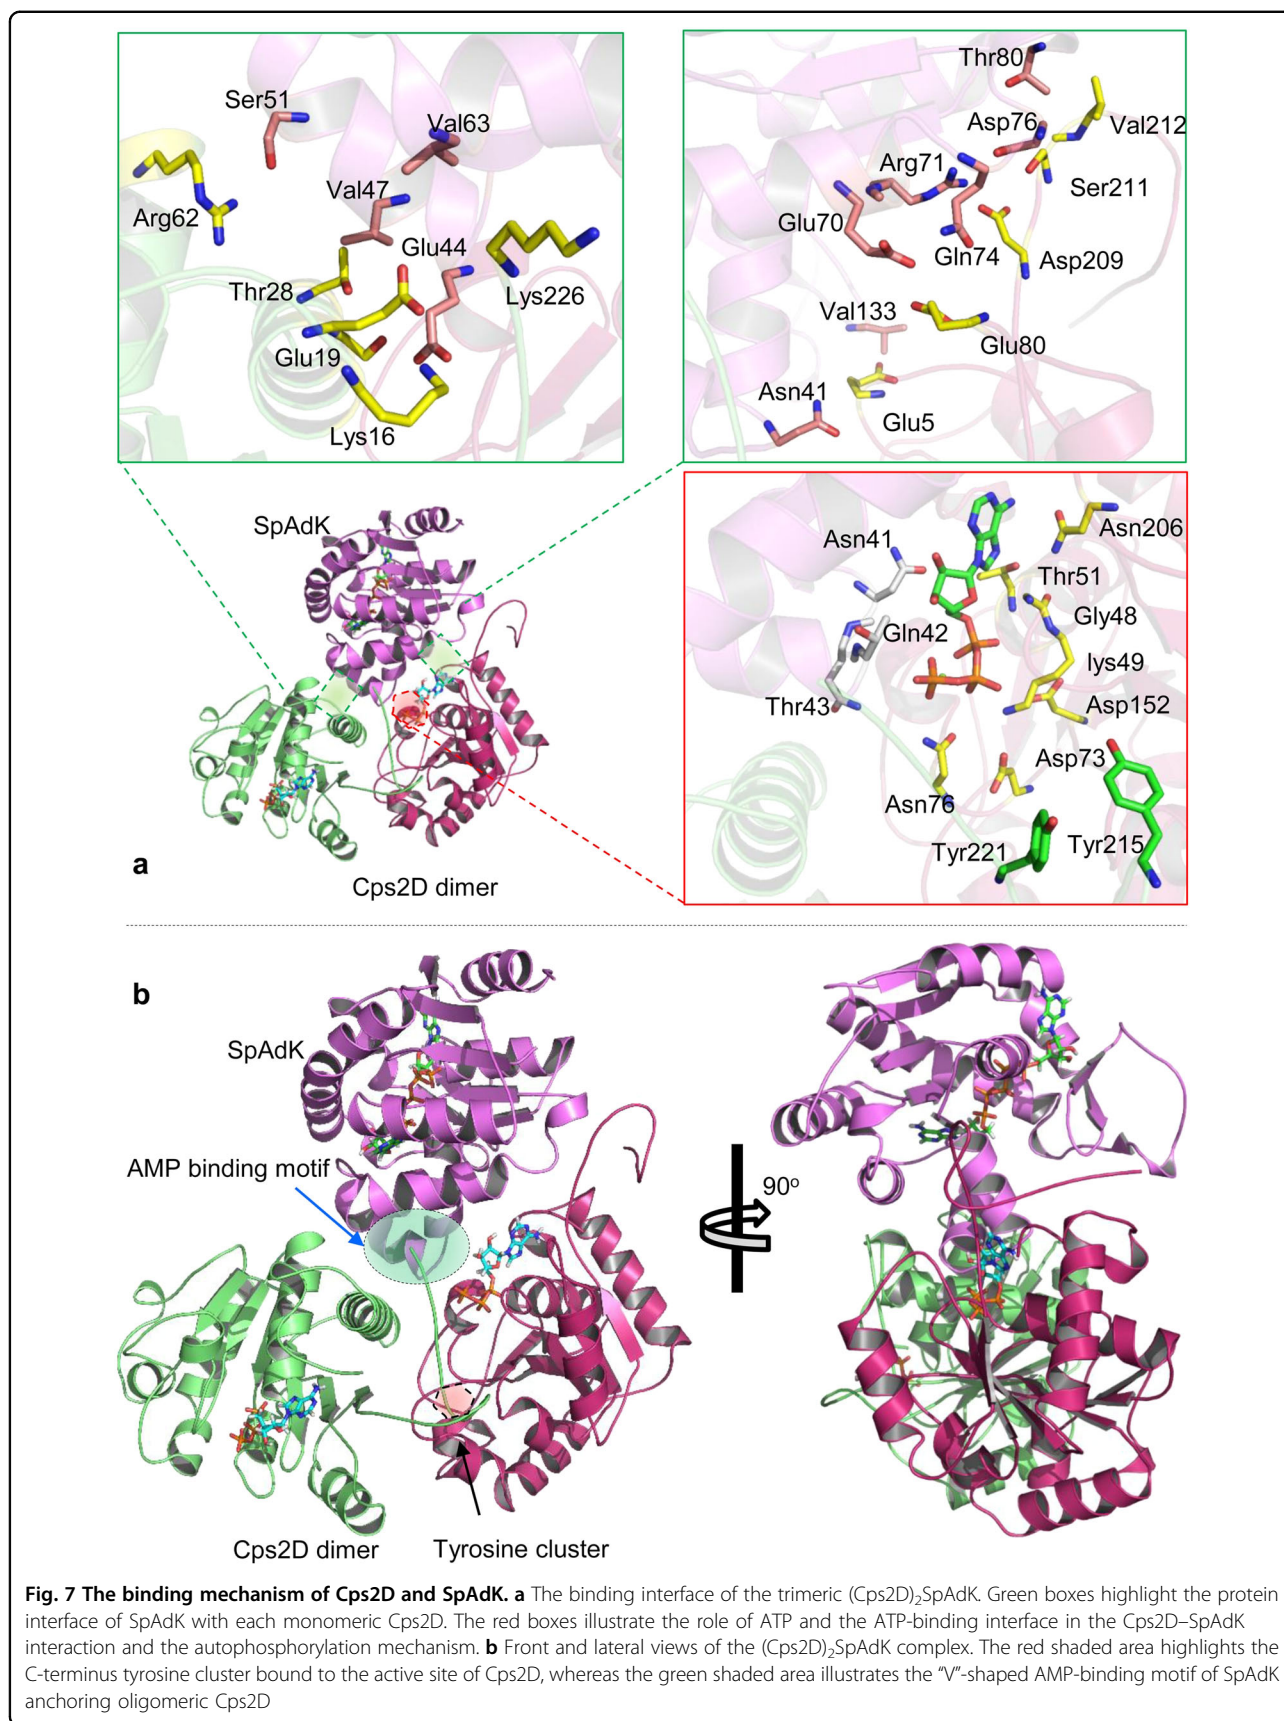 Ser51
Val63
Arg62
Val47
Glu44
Thr28
Lys226
Glu19
Lys16
Thr80
Asp76
Val212
Arg71
Ser211
Glu70
Gln74
Asp209
Val133
Glu80
Asn41
Glu5
SpAdK
Cps2D dimer
a
Asn41
Asn206
Thr51
Gln42
Gly48
lys49
Thr43
Asp152
Asp73
Asn76
Tyr221
Tyr215
b
SpAdK
AMP binding motif
90°
Cps2D dimer
Tyrosine cluster
Fig. 7 The binding mechanism of Cps2D and SpAdK. a The binding interface of the trimeric (Cps2D)₂SpAdK. Green boxes highlight the protein
interface of SpAdK with each monomeric Cps2D. The red boxes illustrate the role of ATP and the ATP-binding interface in the Cps2D–SpAdK
interaction and the autophosphorylation mechanism. b Front and lateral views of the (Cps2D)₂SpAdK complex. The red shaded area highlights the
C-terminus tyrosine cluster bound to the active site of Cps2D, whereas the green shaded area illustrates the "V"-shaped AMP-binding motif of SpAdK
anchoring oligomeric Cps2D